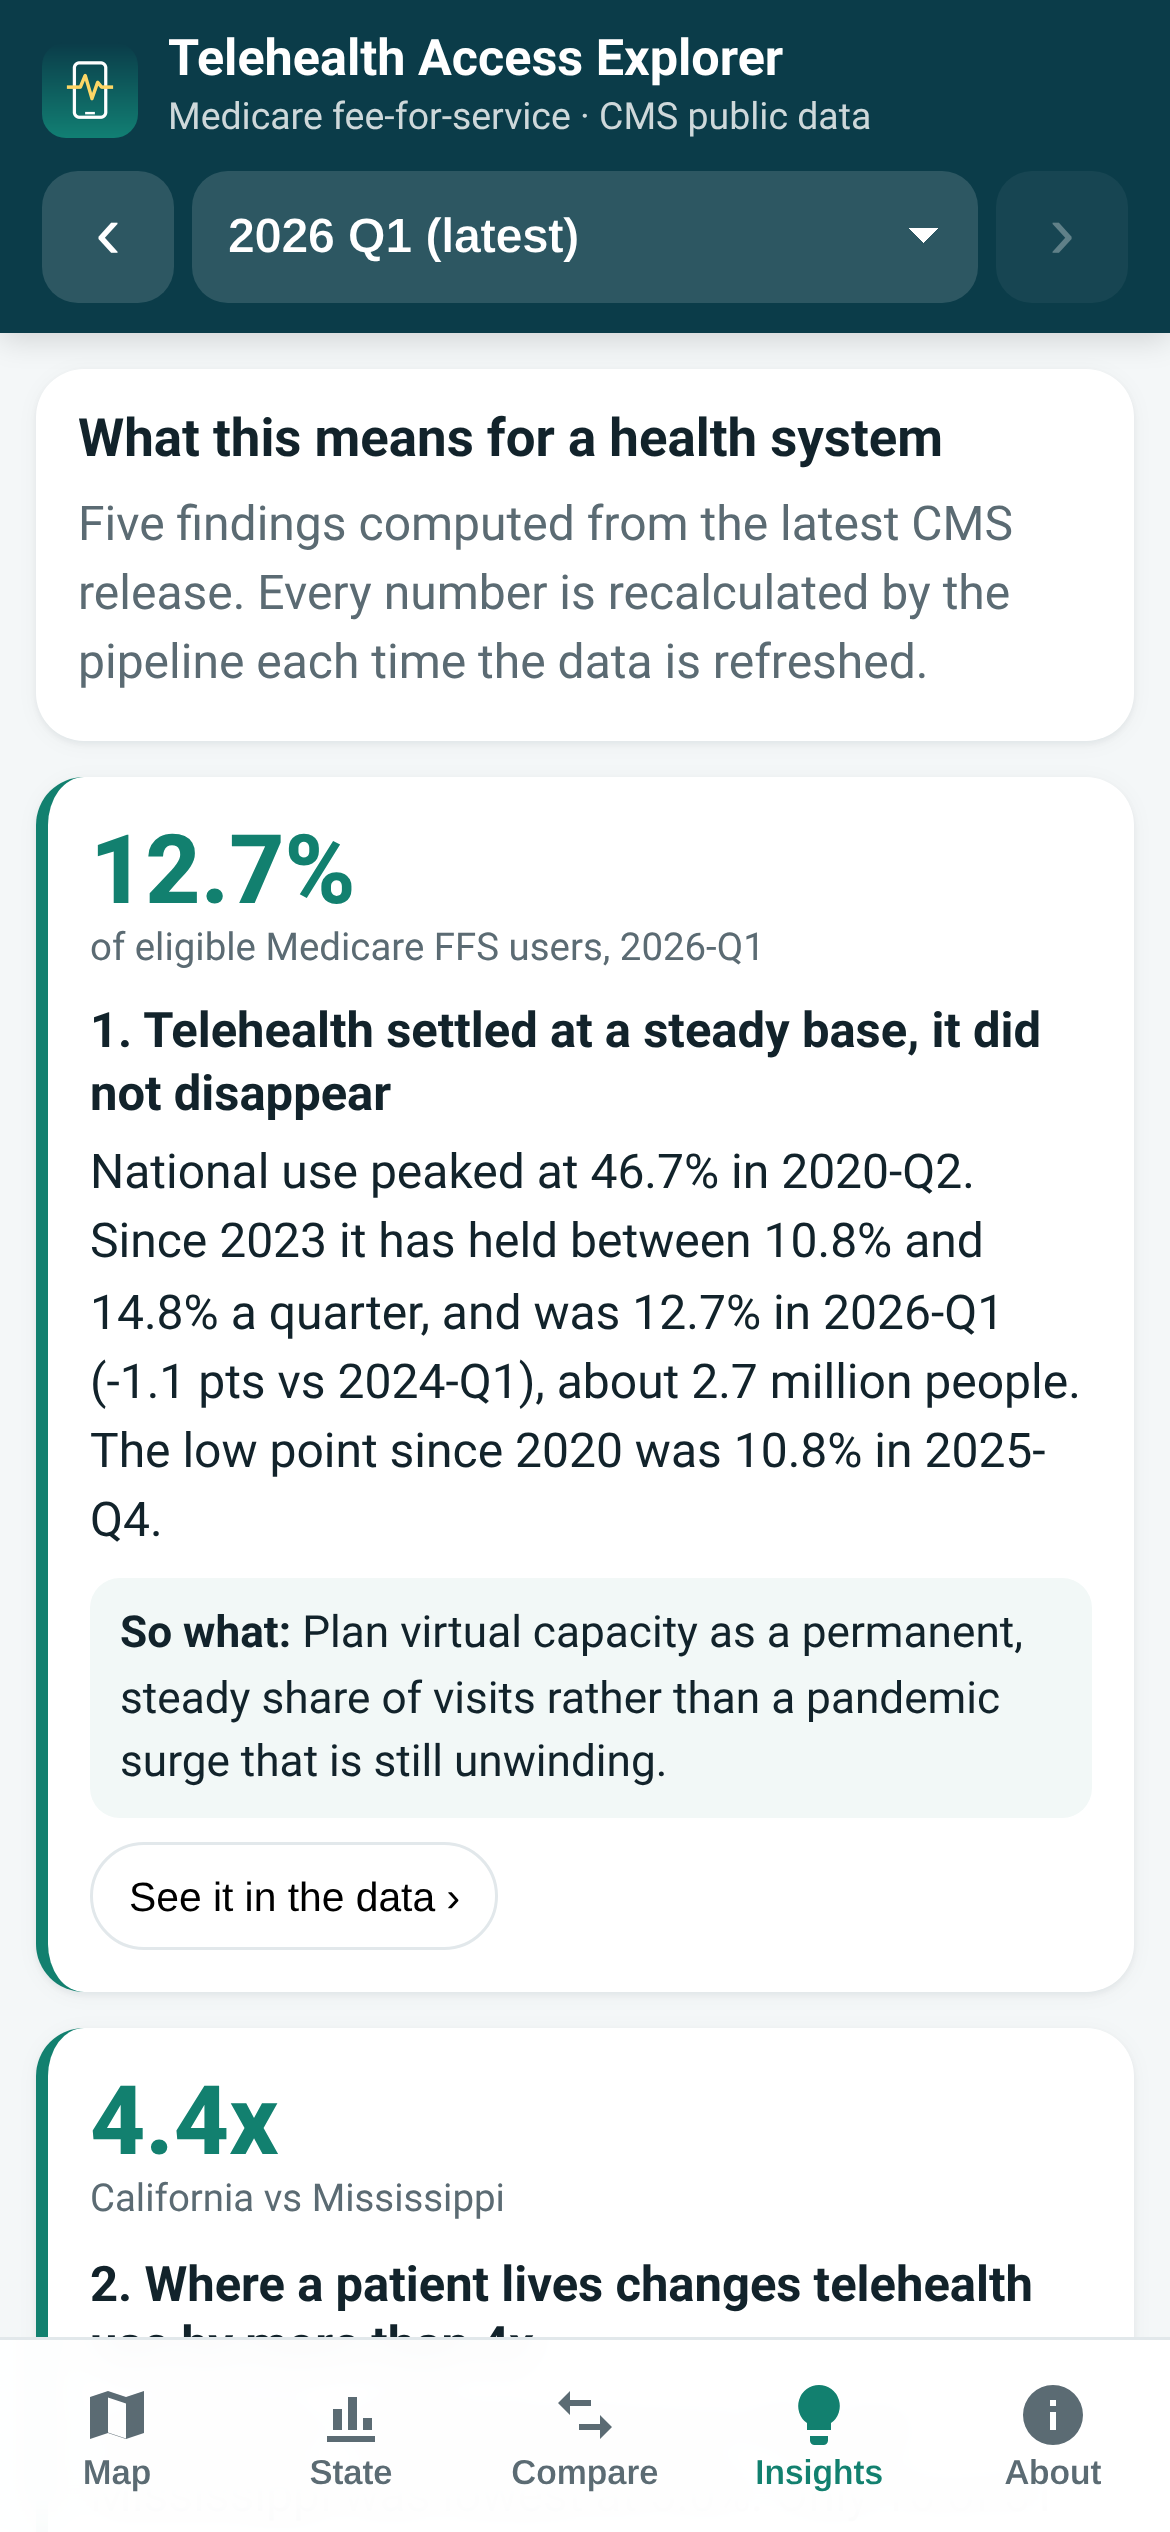 Telehealth Access Explorer
Medicare fee-for-service · CMS public data
‹
2026 Q1 (latest)
›
What this means for a health system
Five findings computed from the latest CMS
release. Every number is recalculated by the
pipeline each time the data is refreshed.
12.7%
of eligible Medicare FFS users, 2026-Q1
1. Telehealth settled at a steady base, it did
not disappear
National use peaked at 46.7% in 2020-Q2.
Since 2023 it has held between 10.8% and
14.8% a quarter, and was 12.7% in 2026-Q1
(-1.1 pts vs 2024-Q1), about 2.7 million people.
The low point since 2020 was 10.8% in 2025-
Q4.
So what: Plan virtual capacity as a permanent,
steady share of visits rather than a pandemic
surge that is still unwinding.
See it in the data ›
4.4x
California vs Mississippi
2. Where a patient lives changes telehealth
use by more than 4x
Map
State
Compare
Insights
About